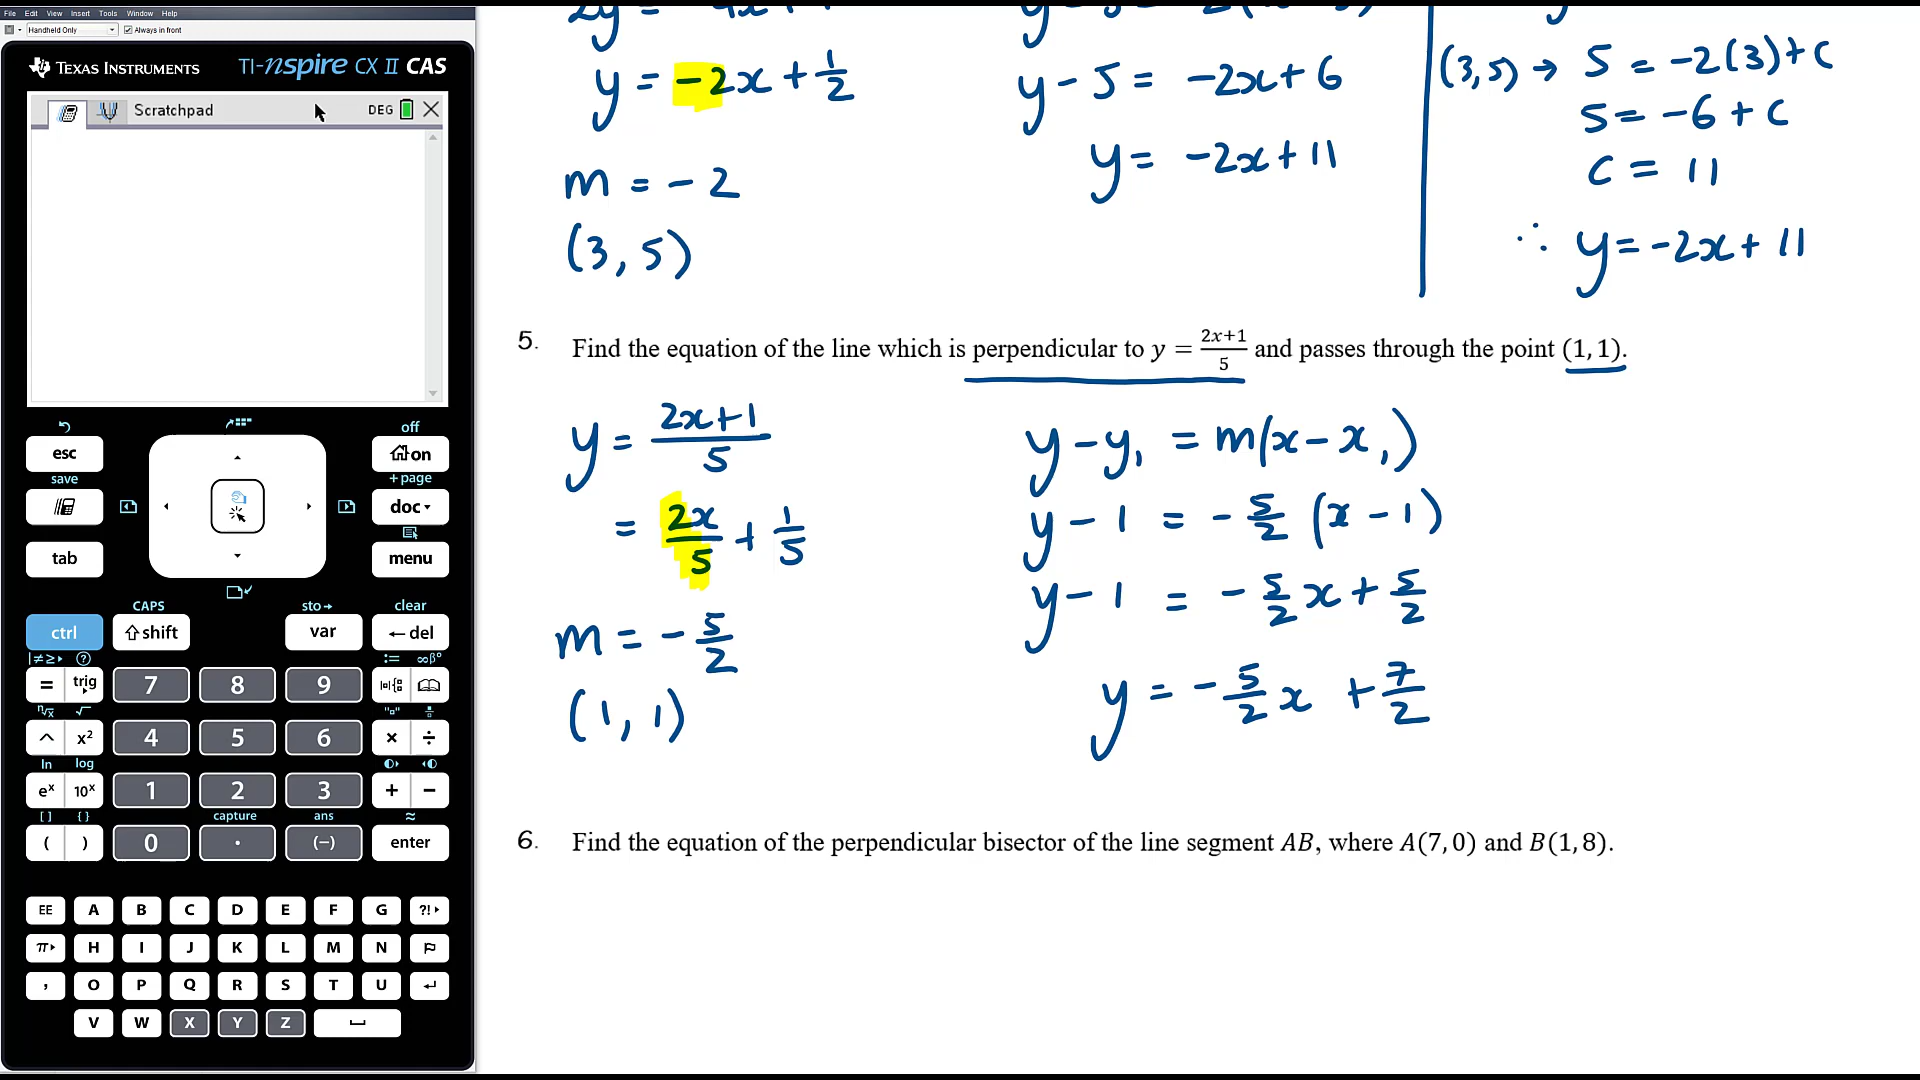 File Edit View Insert Tools Window Help
Handheld Only Always in front
TEXAS INSTRUMENTS TI-nspire CX II CAS
Scratchpad DEG
off
esc on
save + page
doc
tab menu
CAPS sto→ clear
ctrl ⇧shift var ←del
|≠≥▸ ? := ∞β°
= trig 7 8 9
ⁿ√x √
^ x² 4 5 6 × ÷
ln log
eˣ 10ˣ 1 2 3 + −
[ ] { } capture ans ≈
( ) 0 . (−) enter
EE A B C D E F G ?!▸
π▸ H I J K L M N
, O P Q R S T U ↵
V W X Y Z
y = -2x + 1/2
m = -2
(3, 5)
y - 5 = -2x + 6
y = -2x + 11
(3,5) → 5 = -2(3) + c
5 = -6 + c
c = 11
∴ y = -2x + 11
5. Find the equation of the line which is perpendicular to y = (2x+1)/5 and passes through the point (1, 1).
y = (2x+1)/5
= 2x/5 + 1/5
m = -5/2
(1, 1)
y - y₁ = m(x - x₁)
y - 1 = -5/2 (x - 1)
y - 1 = -5/2 x + 5/2
y = -5/2 x + 7/2
6. Find the equation of the perpendicular bisector of the line segment AB, where A(7, 0) and B(1, 8).